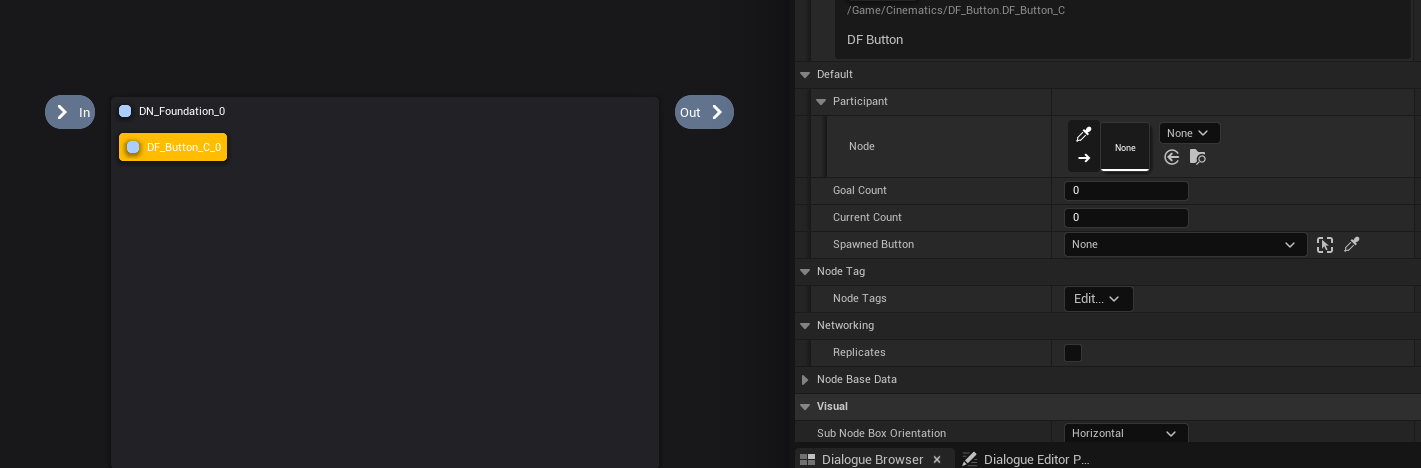 /Game/Cinematics/DF_Button.DF_Button_C
DF Button
In
DN_Foundation_0
DF_Button_C_0
Out
Default
Participant
Node
None
None
Goal Count
0
Current Count
0
Spawned Button
None
Node Tag
Node Tags
Edit...
Networking
Replicates
Node Base Data
Visual
Sub Node Box Orientation
Horizontal
Dialogue Browser
Dialogue Editor P...